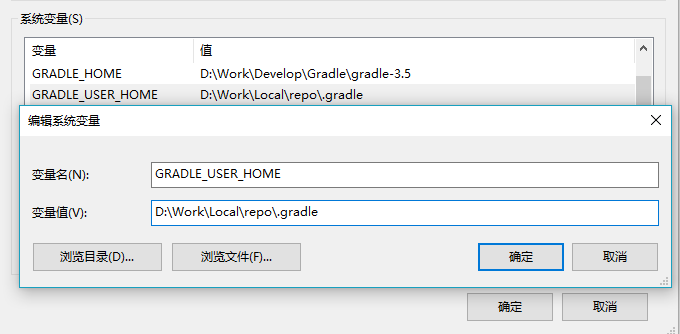 系统变量(S)
变量 值
GRADLE_HOME D:\Work\Develop\Gradle\gradle-3.5
GRADLE_USER_HOME D:\Work\Local\repo\.gradle
编辑系统变量
变量名(N): GRADLE_USER_HOME
变量值(V): D:\Work\Local\repo\.gradle
浏览目录(D)... 浏览文件(F)... 确定 取消
确定 取消